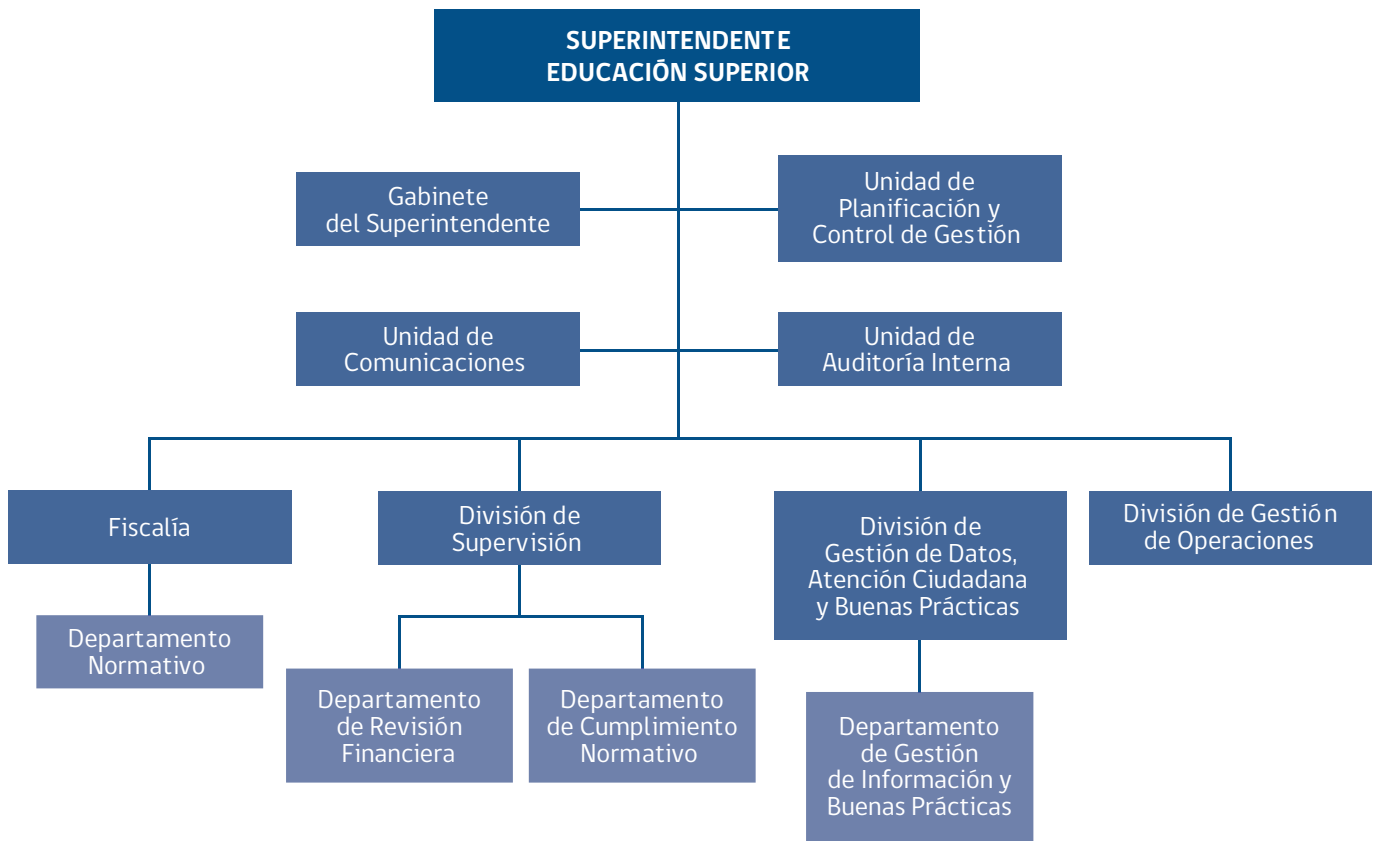 SUPERINTENDENTE
EDUCACIÓN SUPERIOR
Gabinete
del Superintendente
Unidad de
Planificación y
Control de Gestión
Unidad de
Comunicaciones
Unidad de
Auditoría Interna
Fiscalía
División de
Supervisión
División de
Gestión de Datos,
Atención Ciudadana
y Buenas Prácticas
División de Gestión
de Operaciones
Departamento
Normativo
Departamento
de Revisión
Financiera
Departamento
de Cumplimiento
Normativo
Departamento
de Gestión
de Información y
Buenas Prácticas